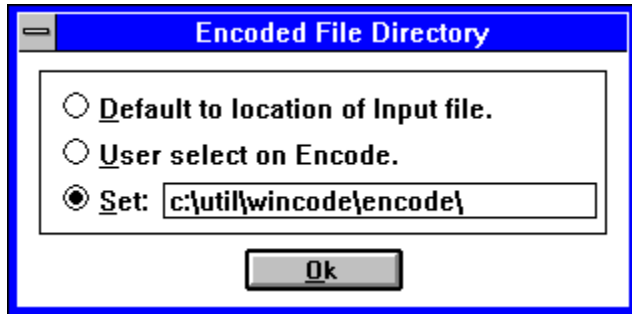 Encoded File Directory
Default to location of Input file.
User select on Encode.
Set: c:\util\wincode\encode\
Ok